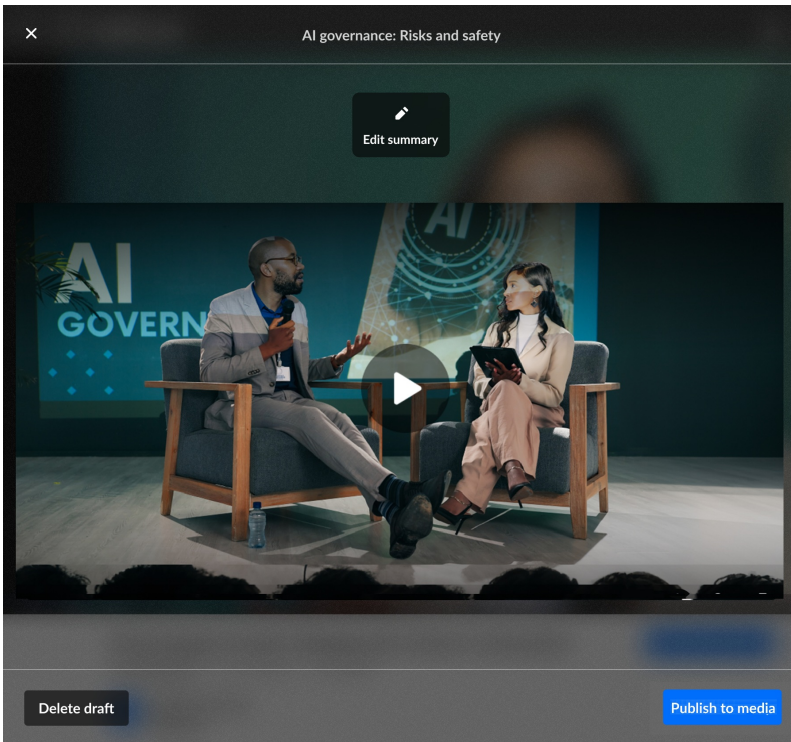 AI governance: Risks and safety
Edit summary
AI
AI
GOVERN
Delete draft
Publish to media